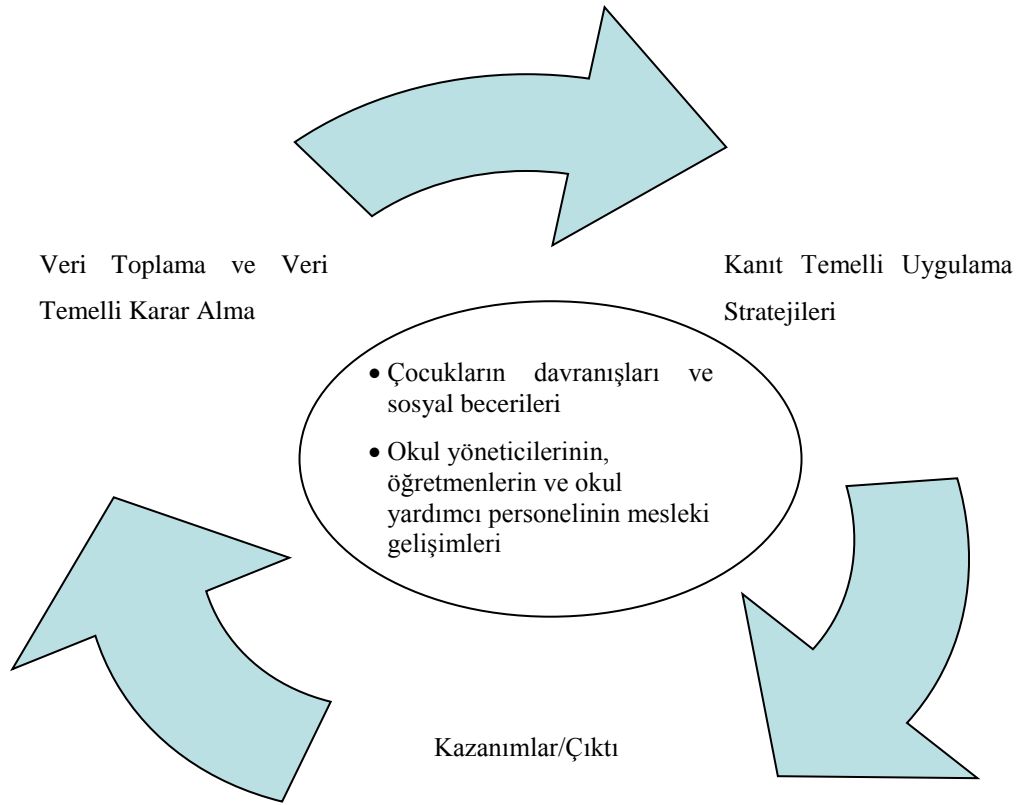 Veri Toplama ve Veri
Temelli Karar Alma
Kanıt Temelli Uygulama
Stratejileri
• Çocukların davranışları ve
sosyal becerileri
• Okul yöneticilerinin,
öğretmenlerin ve okul
yardımcı personelinin mesleki
gelişimleri
Kazanımlar/Çıktı